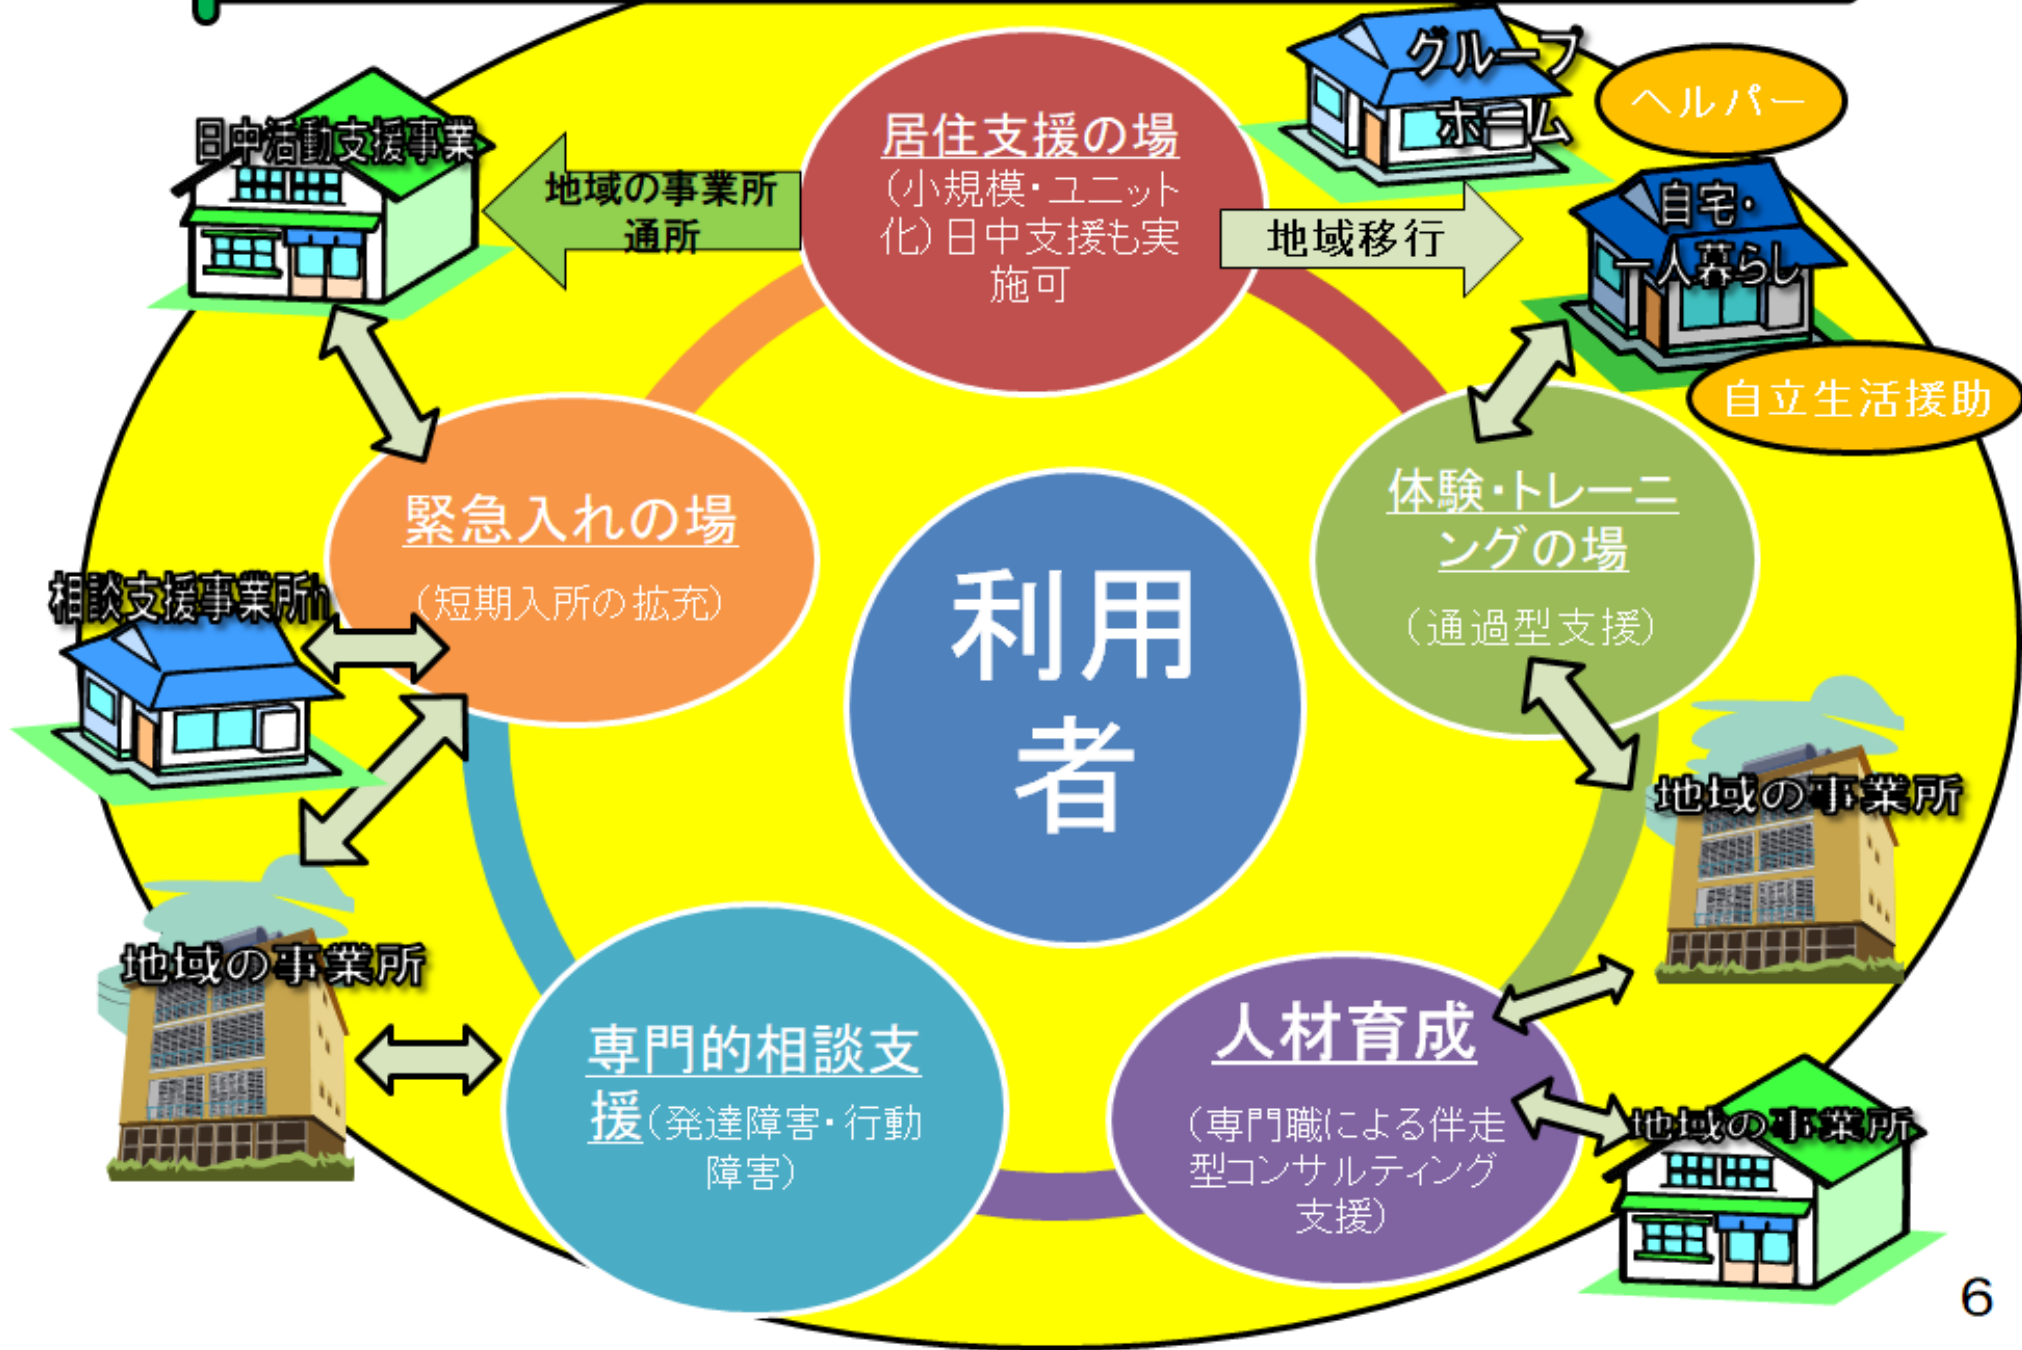 グループ
ホーム
ヘルパー
日中活動支援事業
地域の事業所
通所
居住支援の場
(小規模・ユニット
化)日中支援も実
施可
地域移行
自宅・
一人暮らし
自立生活援助
緊急入れの場
(短期入所の拡充)
体験・トレーニ
ングの場
(通過型支援)
相談支援事業所h
利用
者
地域の事業所
地域の事業所
専門的相談支
援(発達障害・行動
障害)
人材育成
(専門職による伴走
型コンサルティング
支援)
地域の事業所
6